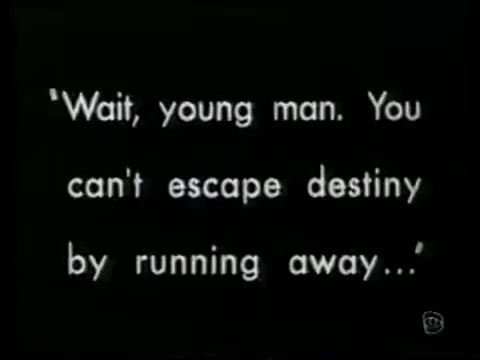 ‘Wait, young man. You
can't escape destiny
by running away...’